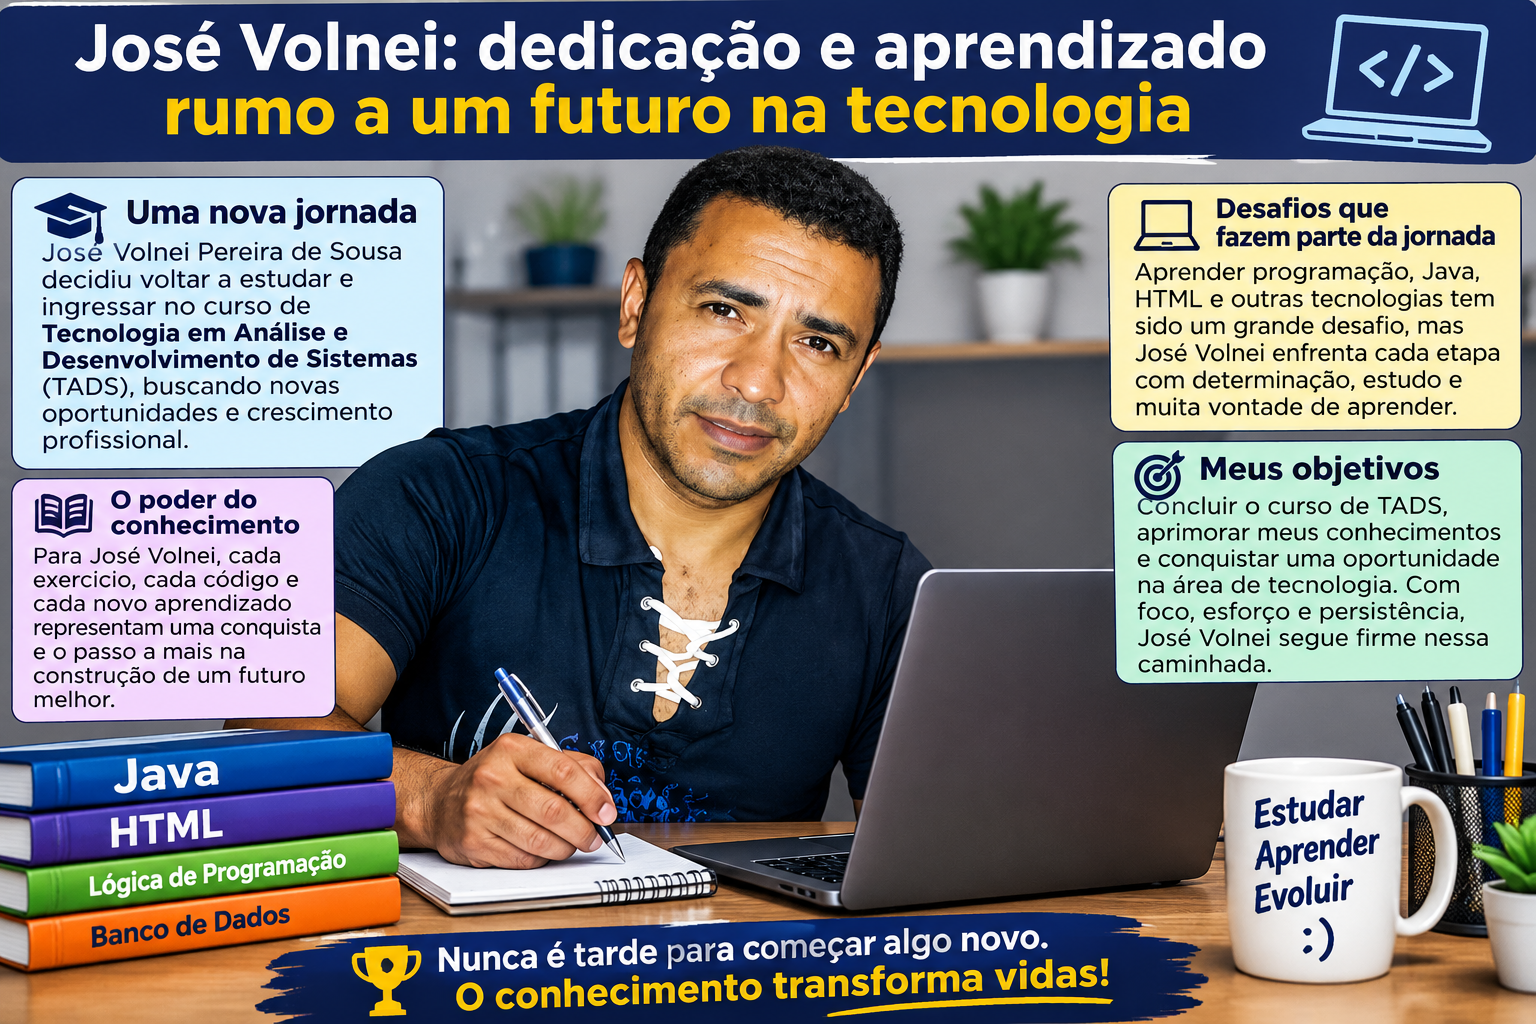 José Volnei: dedicação e aprendizado
rumo a um futuro na tecnologia
</>
Uma nova jornada
José Volnei Pereira de Sousa
decidiu voltar a estudar e
ingressar no curso de
Tecnologia em Análise e
Desenvolvimento de Sistemas
(TADS), buscando novas
oportunidades e crescimento
profissional.
O poder do
conhecimento
Para José Volnei, cada
exercicio, cada código e
cada novo aprendizado
representam uma conquista
e o passo a mais na
construção de um futuro
melhor.
Desafios que
fazem parte da jornada
Aprender programação, Java,
HTML e outras tecnologias tem
sido um grande desafio, mas
José Volnei enfrenta cada etapa
com determinação, estudo e
muita vontade de aprender.
Meus objetivos
Concluir o curso de TADS,
aprimorar meus conhecimentos
e conquistar uma oportunidade
na área de tecnologia. Com
foco, esforço e persistência,
José Volnei segue firme nessa
caminhada.
Java
HTML
Lógica de Programação
Banco de Dados
Estudar
Aprender
Evoluir
:)
Nunca é tarde para começar algo novo.
O conhecimento transforma vidas!